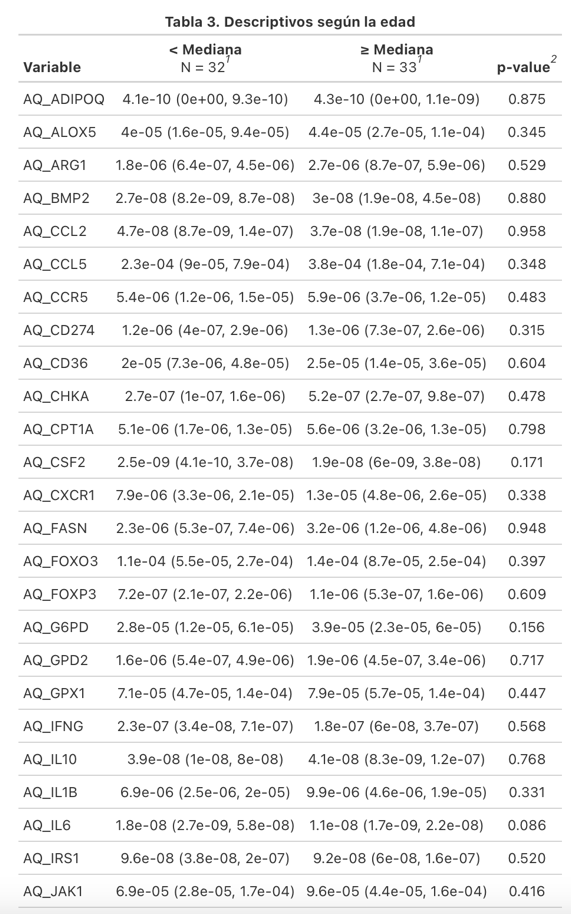 Tabla 3. Descriptivos según la edad
Variable < Mediana N = 32¹ ≥ Mediana N = 33¹ p-value²
AQ_ADIPOQ 4.1e-10 (0e+00, 9.3e-10) 4.3e-10 (0e+00, 1.1e-09) 0.875
AQ_ALOX5 4e-05 (1.6e-05, 9.4e-05) 4.4e-05 (2.7e-05, 1.1e-04) 0.345
AQ_ARG1 1.8e-06 (6.4e-07, 4.5e-06) 2.7e-06 (8.7e-07, 5.9e-06) 0.529
AQ_BMP2 2.7e-08 (8.2e-09, 8.7e-08) 3e-08 (1.9e-08, 4.5e-08) 0.880
AQ_CCL2 4.7e-08 (8.7e-09, 1.4e-07) 3.7e-08 (1.9e-08, 1.1e-07) 0.958
AQ_CCL5 2.3e-04 (9e-05, 7.9e-04) 3.8e-04 (1.8e-04, 7.1e-04) 0.348
AQ_CCR5 5.4e-06 (1.2e-06, 1.5e-05) 5.9e-06 (3.7e-06, 1.2e-05) 0.483
AQ_CD274 1.2e-06 (4e-07, 2.9e-06) 1.3e-06 (7.3e-07, 2.6e-06) 0.315
AQ_CD36 2e-05 (7.3e-06, 4.8e-05) 2.5e-05 (1.4e-05, 3.6e-05) 0.604
AQ_CHKA 2.7e-07 (1e-07, 1.6e-06) 5.2e-07 (2.7e-07, 9.8e-07) 0.478
AQ_CPT1A 5.1e-06 (1.7e-06, 1.3e-05) 5.6e-06 (3.2e-06, 1.3e-05) 0.798
AQ_CSF2 2.5e-09 (4.1e-10, 3.7e-08) 1.9e-08 (6e-09, 3.8e-08) 0.171
AQ_CXCR1 7.9e-06 (3.3e-06, 2.1e-05) 1.3e-05 (4.8e-06, 2.6e-05) 0.338
AQ_FASN 2.3e-06 (5.3e-07, 7.4e-06) 3.2e-06 (1.2e-06, 4.8e-06) 0.948
AQ_FOXO3 1.1e-04 (5.5e-05, 2.7e-04) 1.4e-04 (8.7e-05, 2.5e-04) 0.397
AQ_FOXP3 7.2e-07 (2.1e-07, 2.2e-06) 1.1e-06 (5.3e-07, 1.6e-06) 0.609
AQ_G6PD 2.8e-05 (1.2e-05, 6.1e-05) 3.9e-05 (2.3e-05, 6e-05) 0.156
AQ_GPD2 1.6e-06 (5.4e-07, 4.9e-06) 1.9e-06 (4.5e-07, 3.4e-06) 0.717
AQ_GPX1 7.1e-05 (4.7e-05, 1.4e-04) 7.9e-05 (5.7e-05, 1.4e-04) 0.447
AQ_IFNG 2.3e-07 (3.4e-08, 7.1e-07) 1.8e-07 (6e-08, 3.7e-07) 0.568
AQ_IL10 3.9e-08 (1e-08, 8e-08) 4.1e-08 (8.3e-09, 1.2e-07) 0.768
AQ_IL1B 6.9e-06 (2.5e-06, 2e-05) 9.9e-06 (4.6e-06, 1.9e-05) 0.331
AQ_IL6 1.8e-08 (2.7e-09, 5.8e-08) 1.1e-08 (1.7e-09, 2.2e-08) 0.086
AQ_IRS1 9.6e-08 (3.8e-08, 2e-07) 9.2e-08 (6e-08, 1.6e-07) 0.520
AQ_JAK1 6.9e-05 (2.8e-05, 1.7e-04) 9.6e-05 (4.4e-05, 1.6e-04) 0.416